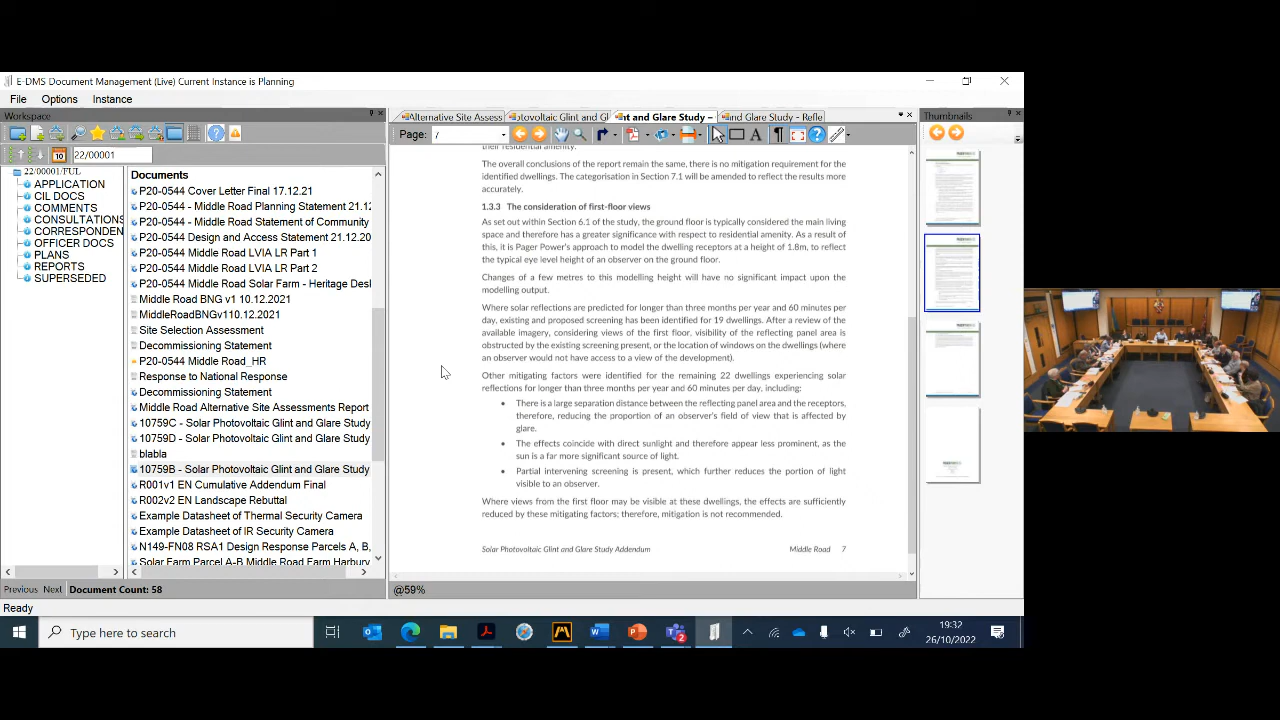 E-DMS Document Management (Live) Current Instance is Planning
File Options Instance
Workspace
22/00001
22/00001/FUL
APPLICATION
CIL DOCS
COMMENTS
CONSULTATIONS
CORRESPONDEN
OFFICER DOCS
PLANS
REPORTS
SUPERSEDED
Documents
P20-0544 Cover Letter Final 17.12.21
P20-0544 - Middle Road Planning Statement 21.12
P20-0544 - Middle Road Statement of Community
P20-0544 Design and Access Statement 21.12.20
P20-0544 Middle Road LVIA LR Part 1
P20-0544 Middle Road LVIA LR Part 2
P20-0544 Middle Road Solar Farm - Heritage Desl
Middle Road BNG v1 10.12.2021
MiddleRoadBNGv110.12.2021
Site Selection Assessment
Decommissioning Statement
P20-0544 Middle Road_HR
Response to National Response
Decommissioning Statement
Middle Road Alternative Site Assessments Report
10759C - Solar Photovoltaic Glint and Glare Study
10759D - Solar Photovoltaic Glint and Glare Study
blabla
10759B - Solar Photovoltaic Glint and Glare Study
R001v1 EN Cumulative Addendum Final
R002v2 EN Landscape Rebuttal
Example Datasheet of Thermal Security Camera
Example Datasheet of IR Security Camera
N149-FN08 RSA1 Design Response Parcels A, B,
Solar Farm Parcel A-B Middle Road Farm Harbury
Previous Next Document Count: 58
Ready
Alternative Site Assess otovoltaic Glint and Gl nt and Glare Study – ind Glare Study - Refle
Page: 7
their residential amenity.
The overall conclusions of the report remain the same, there is no mitigation requirement for the
identified dwellings. The categorisation in Section 7.1 will be amended to reflect the results more
accurately.
1.3.3 The consideration of first-floor views
As set out within Section 6.1 of the study, the ground floor is typically considered the main living
space and therefore has a greater significance with respect to residential amenity. As a result of
this, it is Pager Power's approach to model the dwelling receptors at a height of 1.8m, to reflect
the typical eye level height of an observer on the ground floor.
Changes of a few metres to this modelling height will have no significant impact upon the
modelling output.
Where solar reflections are predicted for longer than three months per year and 60 minutes per
day, existing and proposed screening has been identified for 19 dwellings. After a review of the
available imagery, considering views of the first floor, visibility of the reflecting panel area is
obstructed by the existing screening present, or the location of windows on the dwellings (where
an observer would not have access to a view of the development).
Other mitigating factors were identified for the remaining 22 dwellings experiencing solar
reflections for longer than three months per year and 60 minutes per day, including:
• There is a large separation distance between the reflecting panel area and the receptors,
therefore, reducing the proportion of an observer's field of view that is affected by
glare.
• The effects coincide with direct sunlight and therefore appear less prominent, as the
sun is a far more significant source of light.
• Partial intervening screening is present, which further reduces the portion of light
visible to an observer.
Where views from the first floor may be visible at these dwellings, the effects are sufficiently
reduced by these mitigating factors; therefore, mitigation is not recommended.
Solar Photovoltaic Glint and Glare Study Addendum Middle Road 7
@59%
Thumbnails
Type here to search
19:32
26/10/2022